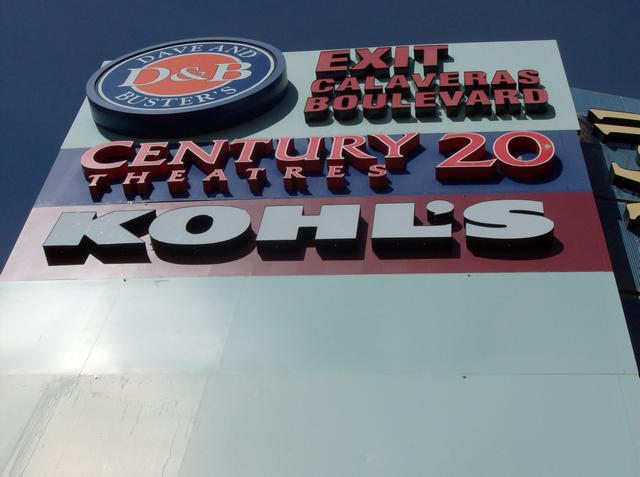 DAVE AND
D&B
BUSTER'S
EXIT
CALAVERAS
BOULEVARD
CENTURY 20
THEATRES
KOHL'S